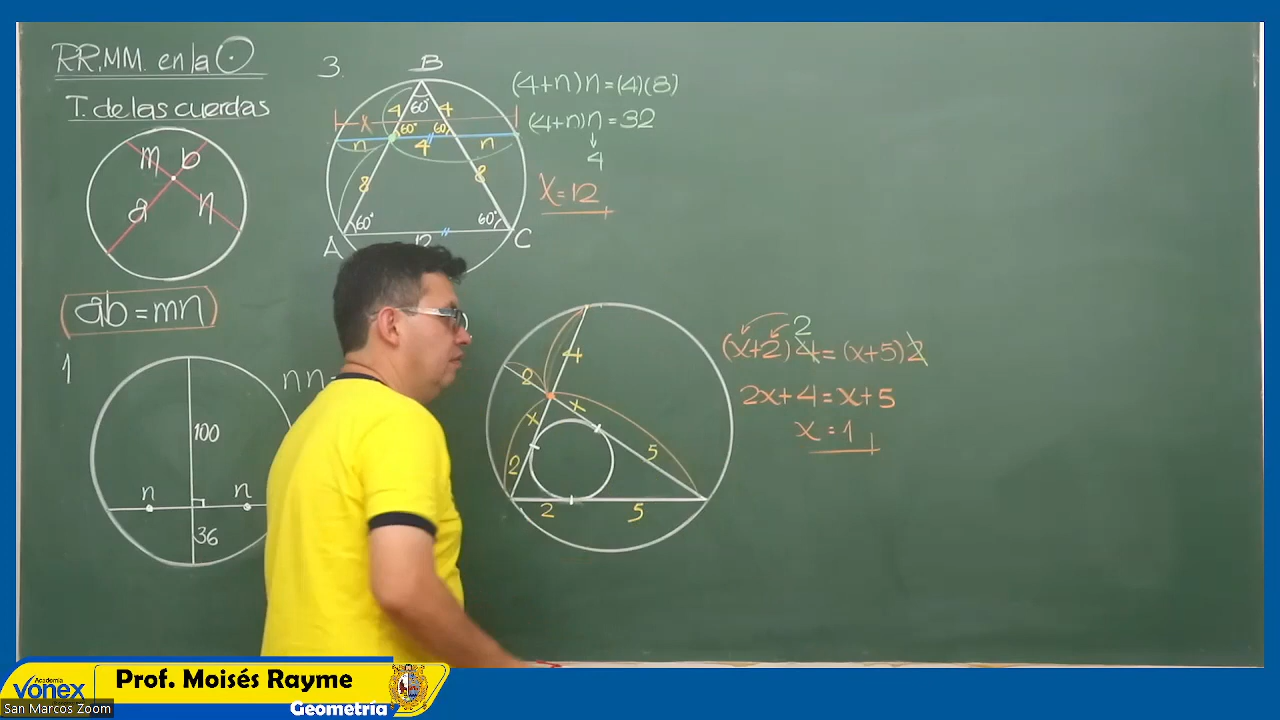 RR.MM. en la ⊙
T. de las cuerdas
m b
a n
ab = mn
1
100
n n
36
nn=
3.
B
4 60° 4
x
60° 60°
n 4 n
8 8
60° 60°
A 12 C
(4+n)n=(4)(8)
(4+n)n=32
4
x=12
4
2
x x
2 5
2 5
2
(x+2)4=(x+5)2
2x+4=x+5
x=1
Academia
VONEX
Prof. Moisés Rayme
Geometría
San Marcos Zoom